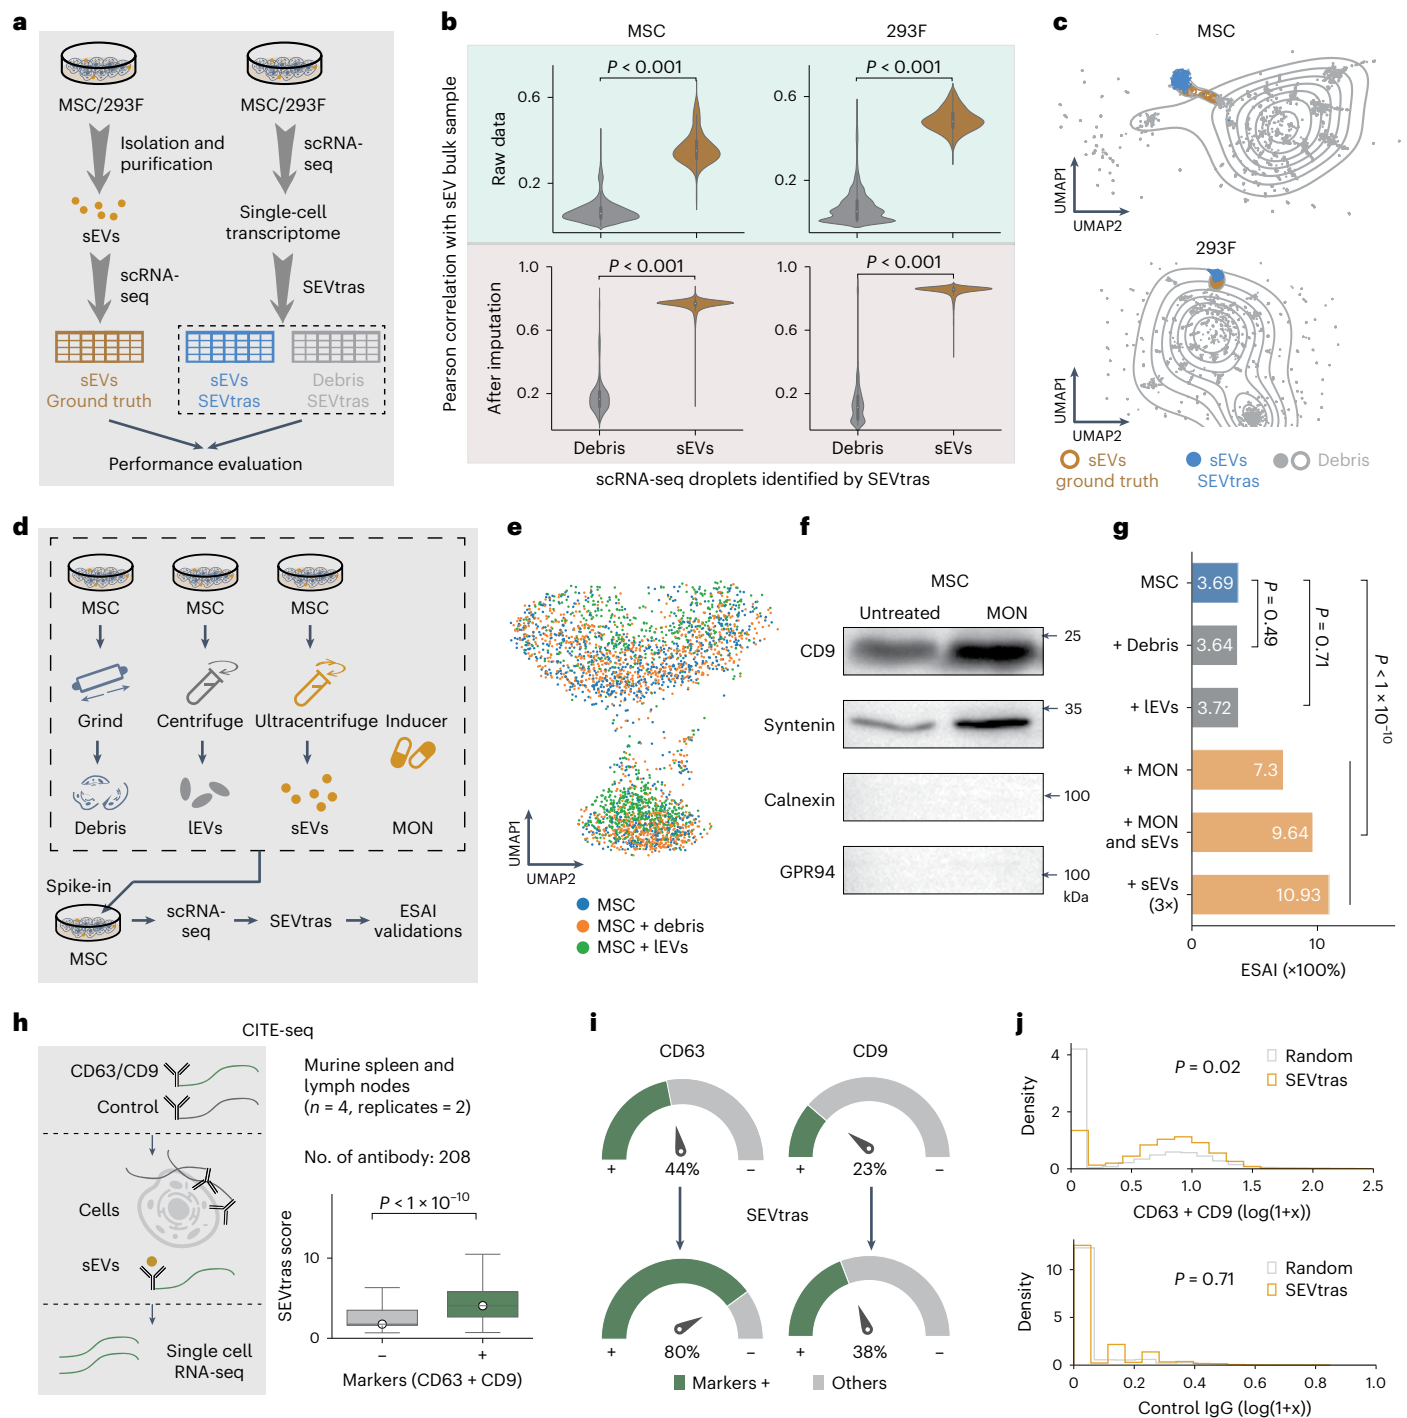 a
MSC/293F
MSC/293F
Isolation and
purification
scRNA-
seq
sEVs
Single-cell
transcriptome
scRNA-
seq
SEVtras
sEVs
Ground truth
sEVs
SEVtras
Debris
SEVtras
Performance evaluation
b
MSC
293F
Pearson correlation with sEV bulk sample
Raw data
After imputation
P < 0.001
0.6
0.2
P < 0.001
0.6
0.2
P < 0.001
1.0
0.6
0.2
P < 0.001
1.0
0.6
0.2
Debris
sEVs
Debris
sEVs
scRNA-seq droplets identified by SEVtras
c
MSC
UMAP1
UMAP2
293F
UMAP1
UMAP2
sEVs
ground truth
sEVs
SEVtras
Debris
d
MSC
MSC
MSC
Grind
Centrifuge
Ultracentrifuge
Inducer
Debris
lEVs
sEVs
MON
Spike-in
MSC
scRNA-
seq
SEVtras
ESAI
validations
e
UMAP1
UMAP2
MSC
MSC + debris
MSC + lEVs
f
MSC
Untreated
MON
CD9
25
Syntenin
35
Calnexin
100
GPR94
100
kDa
g
MSC
3.69
+ Debris
3.64
+ lEVs
3.72
+ MON
7.3
+ MON
and sEVs
9.64
+ sEVs
(3×)
10.93
P = 0.49
P = 0.71
P < 1 × 10⁻¹⁰
0
10
ESAI (×100%)
h
CITE-seq
CD63/CD9
Control
Cells
sEVs
Single cell
RNA-seq
Murine spleen and
lymph nodes
(n = 4, replicates = 2)
No. of antibody: 208
P < 1 × 10⁻¹⁰
SEVtras score
10
0
−
+
Markers (CD63 + CD9)
i
CD63
CD9
+
44%
−
+
23%
−
SEVtras
+
80%
−
+
38%
−
Markers +
Others
j
Density
4
2
0
P = 0.02
Random
SEVtras
0
0.5
1.0
1.5
2.0
2.5
CD63 + CD9 (log(1+x))
Density
10
5
0
P = 0.71
Random
SEVtras
0
0.2
0.4
0.6
0.8
1.0
Control IgG (log(1+x))